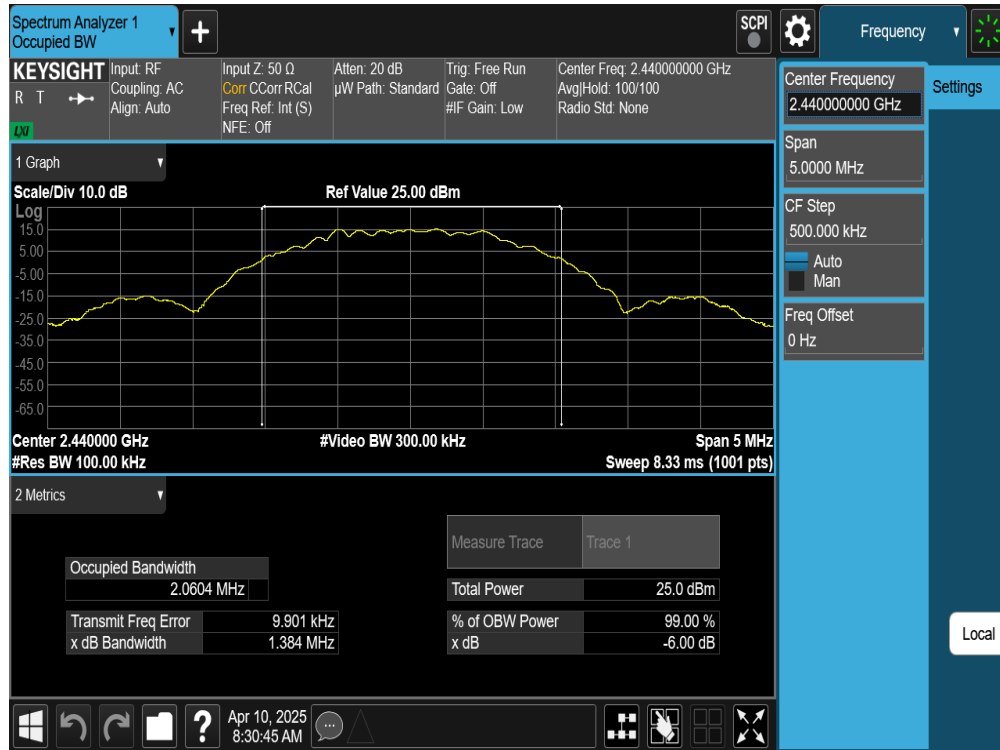 Spectrum Analyzer 1
Occupied BW
+
SCPI
Frequency
KEYSIGHT
R T
LXI
Input: RF
Coupling: AC
Align: Auto
Input Z: 50 Ω
Corr CCorr RCal
Freq Ref: Int (S)
NFE: Off
Atten: 20 dB
µW Path: Standard
Trig: Free Run
Gate: Off
#IF Gain: Low
Center Freq: 2.440000000 GHz
Avg|Hold: 100/100
Radio Std: None
Center Frequency
2.440000000 GHz
Settings
Span
5.0000 MHz
CF Step
500.000 kHz
Auto
Man
Freq Offset
0 Hz
Local
1 Graph
Scale/Div 10.0 dB
Ref Value 25.00 dBm
Log
15.0
5.00
-5.00
-15.0
-25.0
-35.0
-45.0
-55.0
-65.0
Center 2.440000 GHz
#Video BW 300.00 kHz
Span 5 MHz
#Res BW 100.00 kHz
Sweep 8.33 ms (1001 pts)
2 Metrics
Measure Trace
Trace 1
Occupied Bandwidth
2.0604 MHz
Total Power
25.0 dBm
Transmit Freq Error
9.901 kHz
% of OBW Power
99.00 %
x dB Bandwidth
1.384 MHz
x dB
-6.00 dB
?
Apr 10, 2025
8:30:45 AM